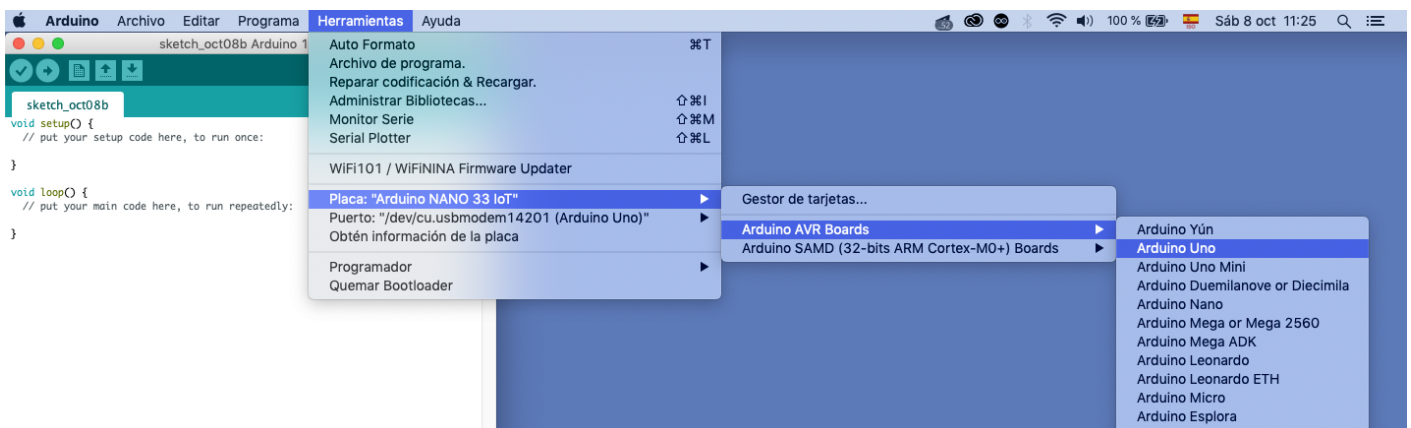 Arduino Archivo Editar Programa Herramientas Ayuda 100 % Sáb 8 oct 11:25
sketch_oct08b Arduino 1
sketch_oct08b
void setup() {
// put your setup code here, to run once:
}
void loop() {
// put your main code here, to run repeatedly:
}
Auto Formato ⌘T
Archivo de programa.
Reparar codificación & Recargar.
Administrar Bibliotecas... ⇧⌘I
Monitor Serie ⇧⌘M
Serial Plotter ⇧⌘L
WiFi101 / WiFiNINA Firmware Updater
Placa: "Arduino NANO 33 IoT"
Puerto: "/dev/cu.usbmodem14201 (Arduino Uno)"
Obtén información de la placa
Programador
Quemar Bootloader
Gestor de tarjetas...
Arduino AVR Boards
Arduino SAMD (32-bits ARM Cortex-M0+) Boards
Arduino Yún
Arduino Uno
Arduino Uno Mini
Arduino Duemilanove or Diecimila
Arduino Nano
Arduino Mega or Mega 2560
Arduino Mega ADK
Arduino Leonardo
Arduino Leonardo ETH
Arduino Micro
Arduino Esplora